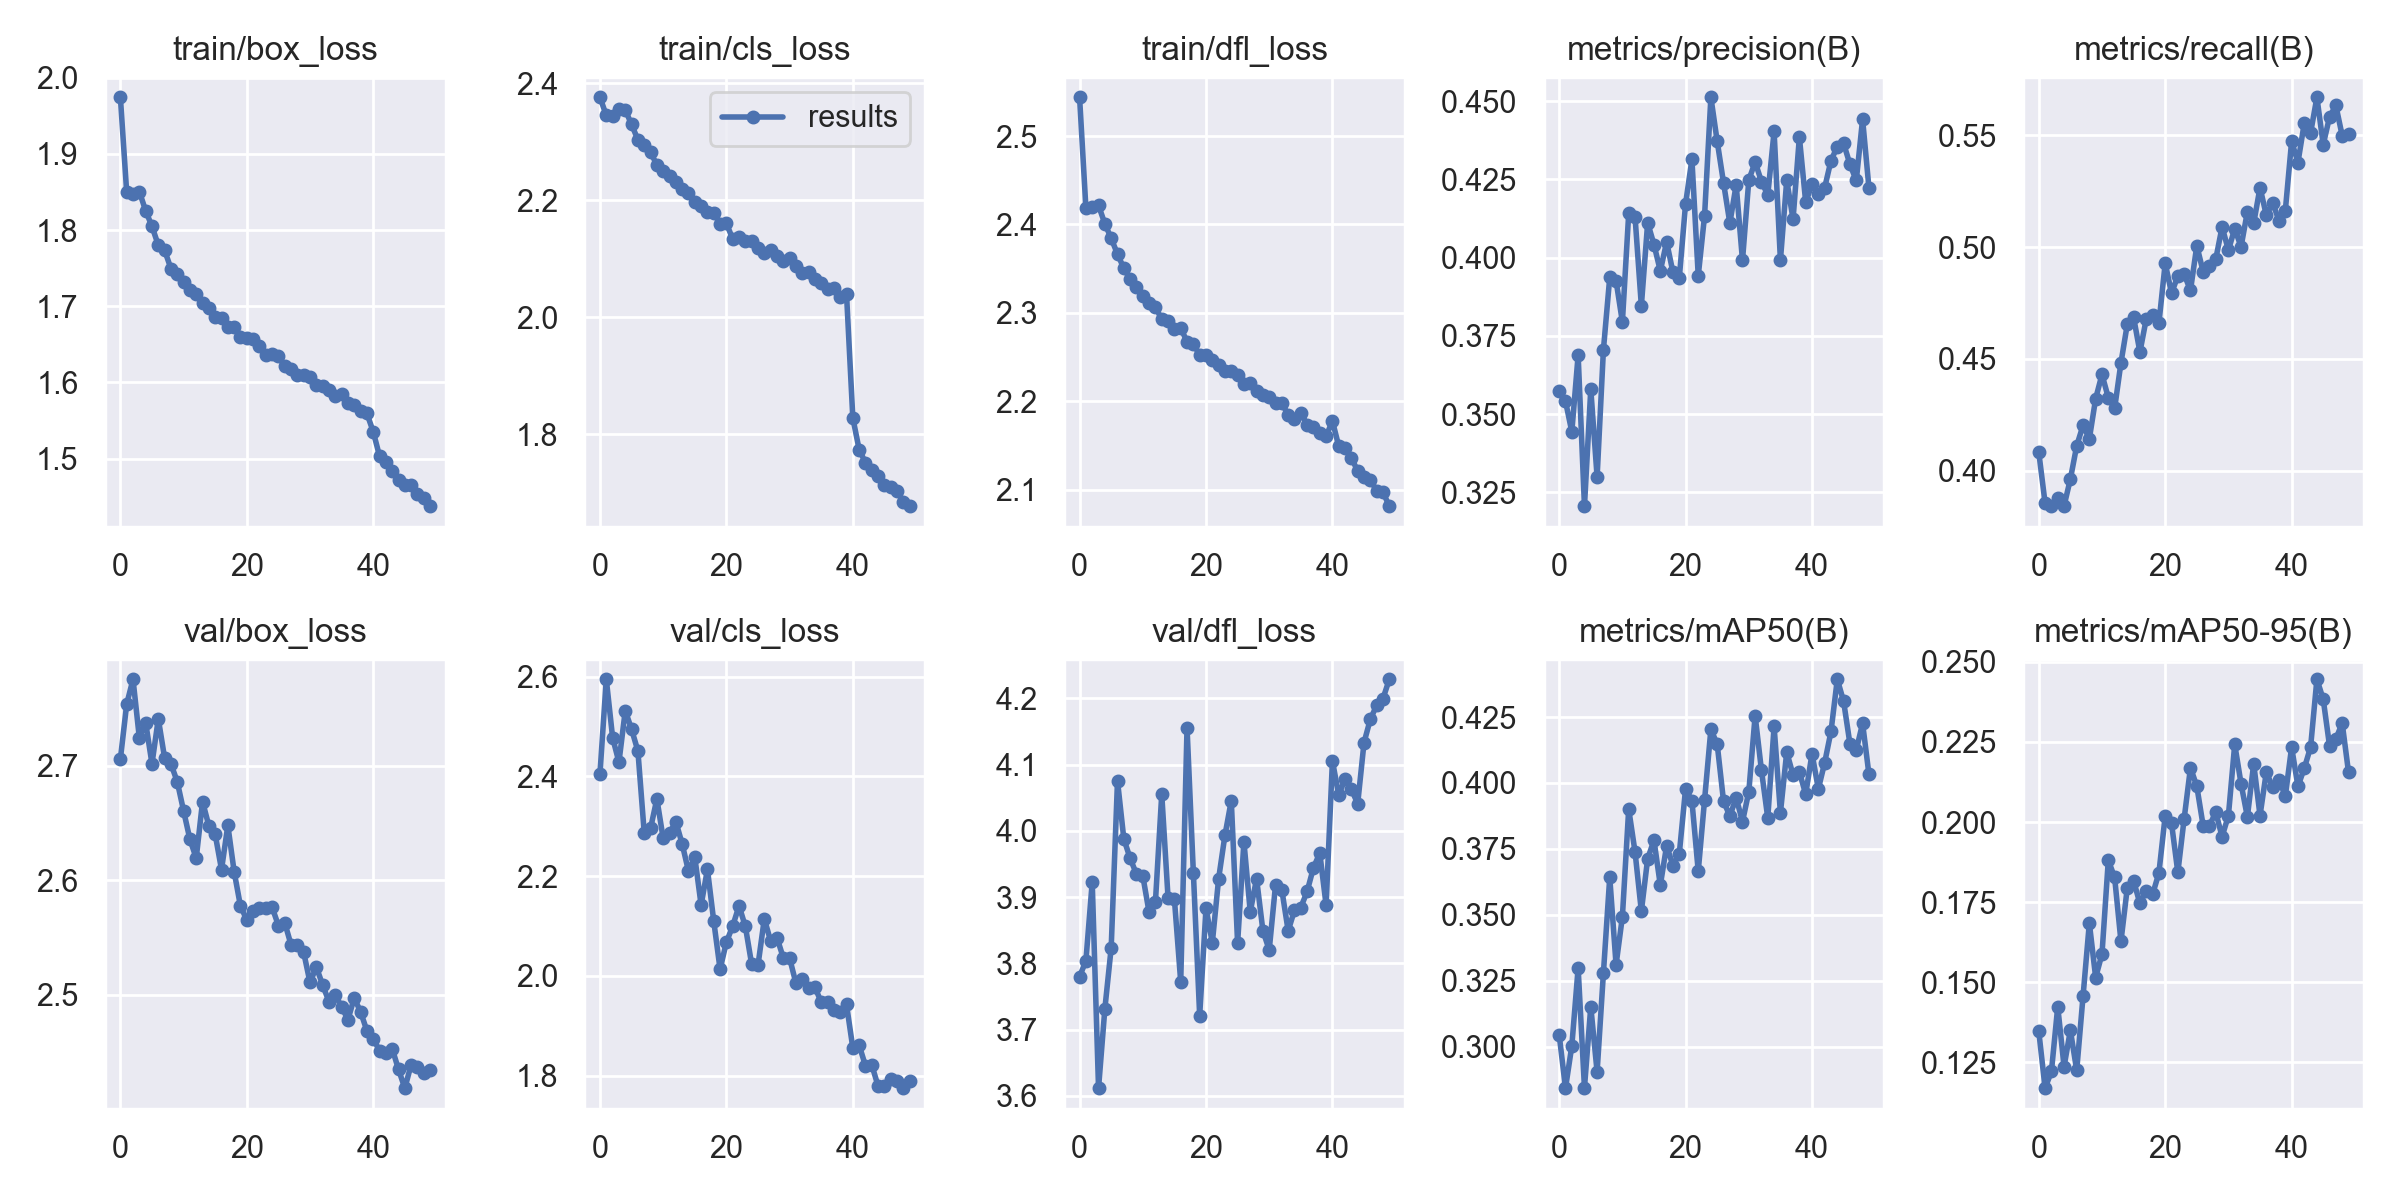 train/box_loss
2.0
1.9
1.8
1.7
1.6
1.5
0 20 40
train/cls_loss
results
2.4
2.2
2.0
1.8
0 20 40
train/dfl_loss
2.5
2.4
2.3
2.2
2.1
0 20 40
metrics/precision(B)
0.450
0.425
0.400
0.375
0.350
0.325
0 20 40
metrics/recall(B)
0.55
0.50
0.45
0.40
0 20 40
val/box_loss
2.7
2.6
2.5
0 20 40
val/cls_loss
2.6
2.4
2.2
2.0
1.8
0 20 40
val/dfl_loss
4.2
4.1
4.0
3.9
3.8
3.7
3.6
0 20 40
metrics/mAP50(B)
0.425
0.400
0.375
0.350
0.325
0.300
0 20 40
metrics/mAP50-95(B)
0.250
0.225
0.200
0.175
0.150
0.125
0 20 40